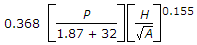 0.368 [P / (1.87 + 32)] [H / √A]^0.155